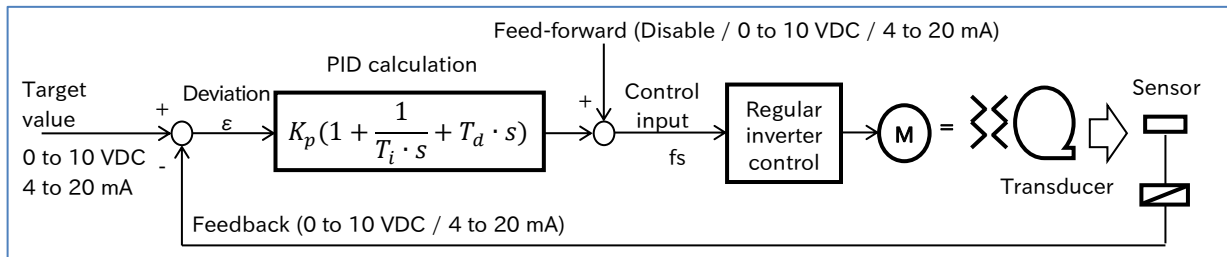 Feed-forward (Disable / 0 to 10 VDC / 4 to 20 mA)
PID calculation
Target
value
+
Deviation
ε
0 to 10 VDC
4 to 20 mA
-
K_p(1 + \frac{1}{T_i · s} + T_d · s)
+
Control
input
fs
Regular
inverter
control
M
=
Sensor
Transducer
Feedback (0 to 10 VDC / 4 to 20 mA)